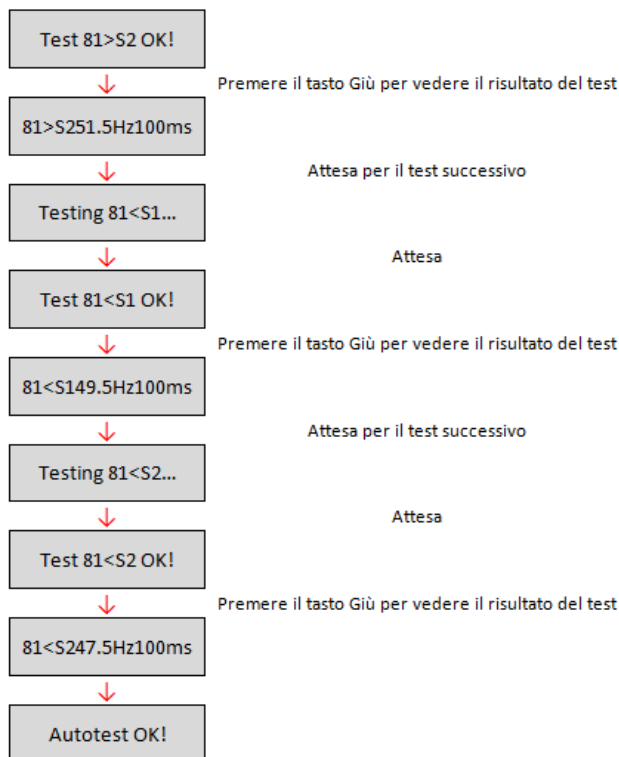 Test 81>S2 OK!
Premere il tasto Giù per vedere il risultato del test
81>S251.5Hz100ms
Attesa per il test successivo
Testing 81<S1...
Attesa
Test 81<S1 OK!
Premere il tasto Giù per vedere il risultato del test
81<S149.5Hz100ms
Attesa per il test successivo
Testing 81<S2...
Attesa
Test 81<S2 OK!
Premere il tasto Giù per vedere il risultato del test
81<S247.5Hz100ms
Autotest OK!